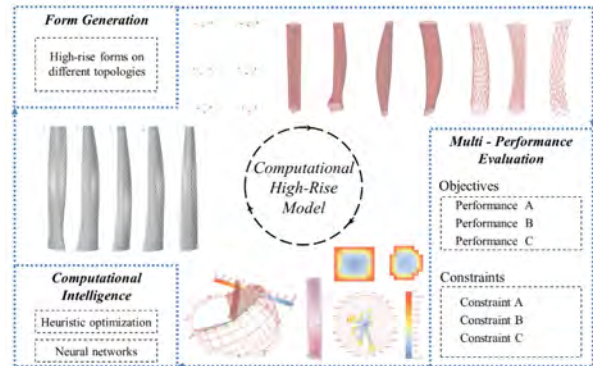 Form Generation
High-rise forms on
different topologies
Computational
High-Rise
Model
Multi - Performance
Evaluation
Objectives
Performance A
Performance B
Performance C
Constraints
Constraint A
Constraint B
Constraint C
Computational
Intelligence
Heuristic optimization
Neural networks